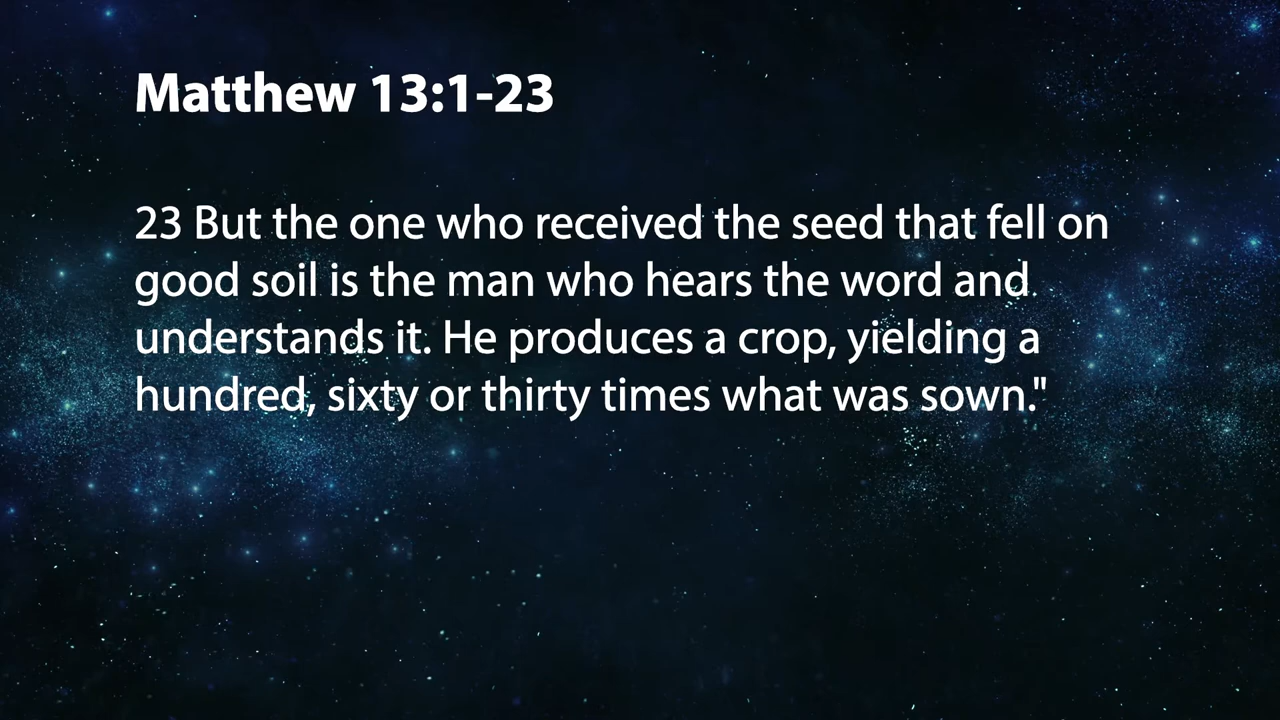 Matthew 13:1-23
23 But the one who received the seed that fell on
good soil is the man who hears the word and
understands it. He produces a crop, yielding a
hundred, sixty or thirty times what was sown."